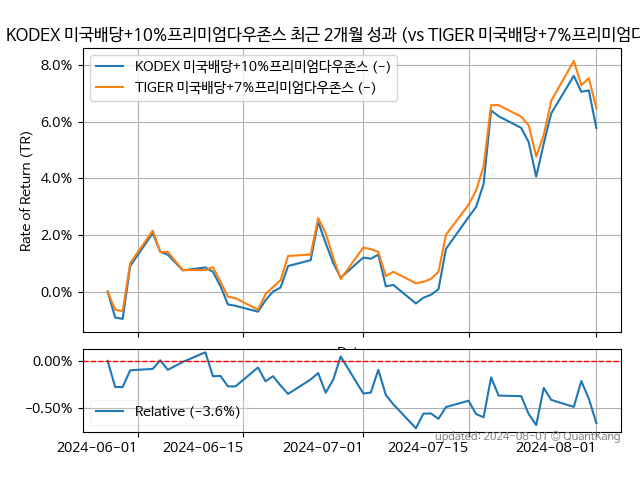 KODEX 미국배당+10%프리미엄다우존스 최근 2개월 성과 (vs TIGER 미국배당+7%프리미엄다
KODEX 미국배당+10%프리미엄다우존스 (-)
TIGER 미국배당+7%프리미엄다우존스 (-)
Rate of Return (TR)
8.0%
6.0%
4.0%
2.0%
0.0%
0.00%
-0.50%
Relative (-3.6%)
2024-06-01
2024-06-15
2024-07-01
2024-07-15
2024-08-01
updated: 2024-08-01 © QuantKang